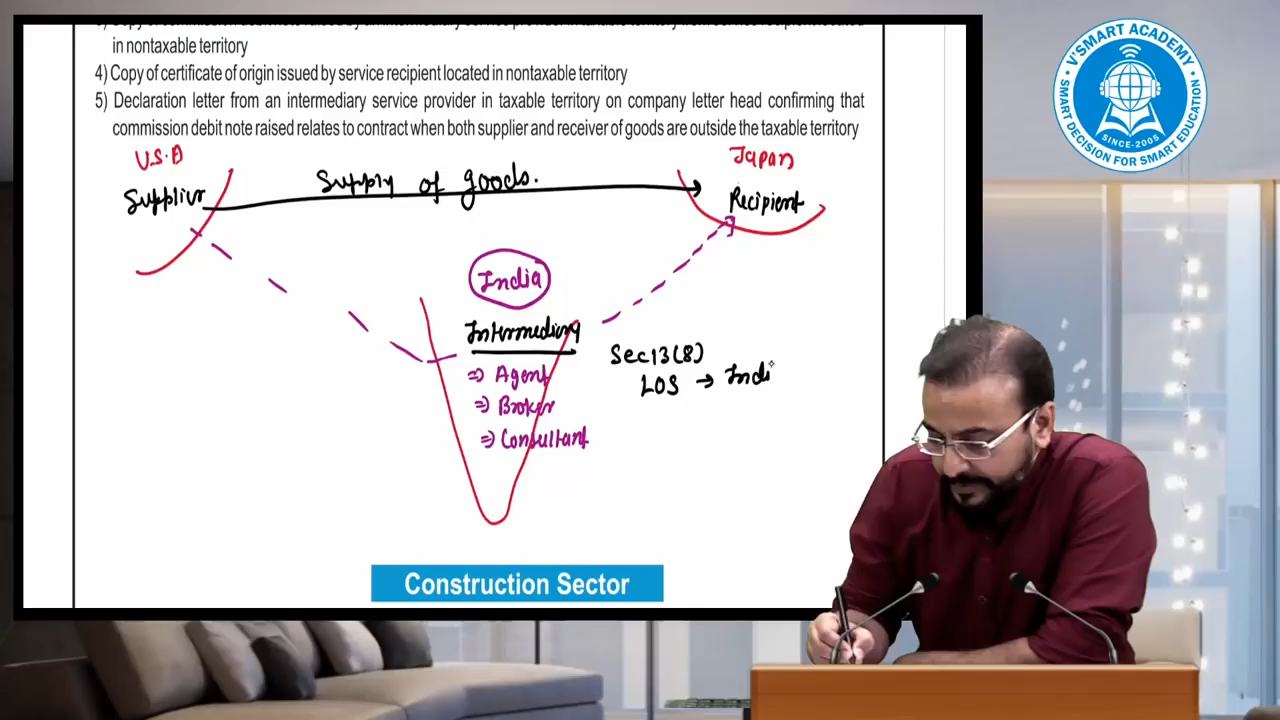 in nontaxable territory
4) Copy of certificate of origin issued by service recipient located in nontaxable territory
5) Declaration letter from an intermediary service provider in taxable territory on company letter head confirming that
commission debit note raised relates to contract when both supplier and receiver of goods are outside the taxable territory
U.S.A
Japan
Supplier
Supply of goods.
Recipient
India
Intermediary
⇒ Agent
⇒ Broker
⇒ Consultant
Sec13(8)
LOS → Indi
Construction Sector
V'SMART ACADEMY
SINCE-2005
SMART DECISION FOR SMART EDUCATION